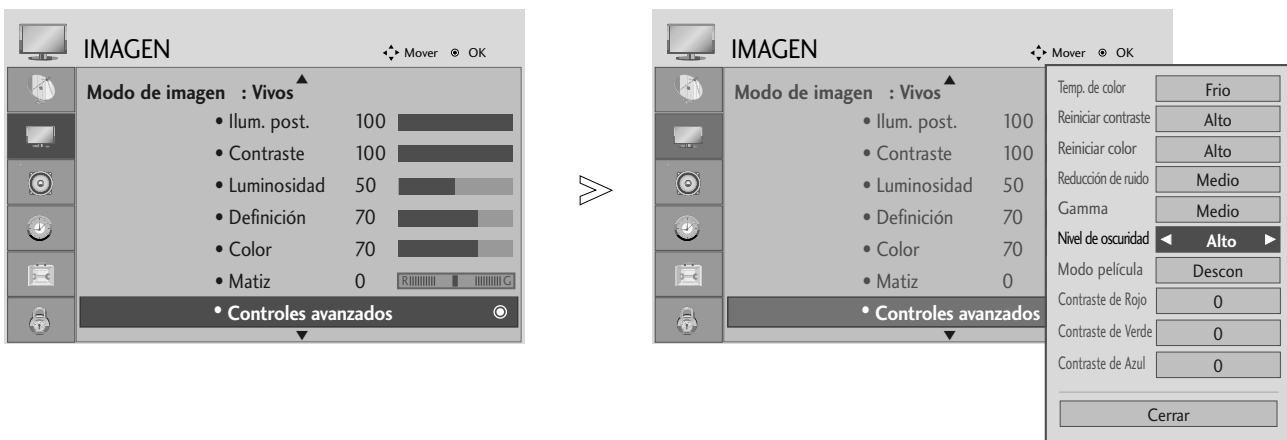 IMAGEN
Mover OK
Modo de imagen : Vivos
• Ilum. post. 100
• Contraste 100
• Luminosidad 50
• Definición 70
• Color 70
• Matiz 0 R G
• Controles avanzados
IMAGEN
Mover OK
Modo de imagen : Vivos
• Ilum. post. 100
• Contraste 100
• Luminosidad 50
• Definición 70
• Color 70
• Matiz 0
• Controles avanzados
Temp. de color Frio
Reiniciar contraste Alto
Reiniciar color Alto
Reducción de ruido Medio
Gamma Medio
Nivel de oscuridad ◄ Alto ►
Modo película Descon
Contraste de Rojo 0
Contraste de Verde 0
Contraste de Azul 0
Cerrar